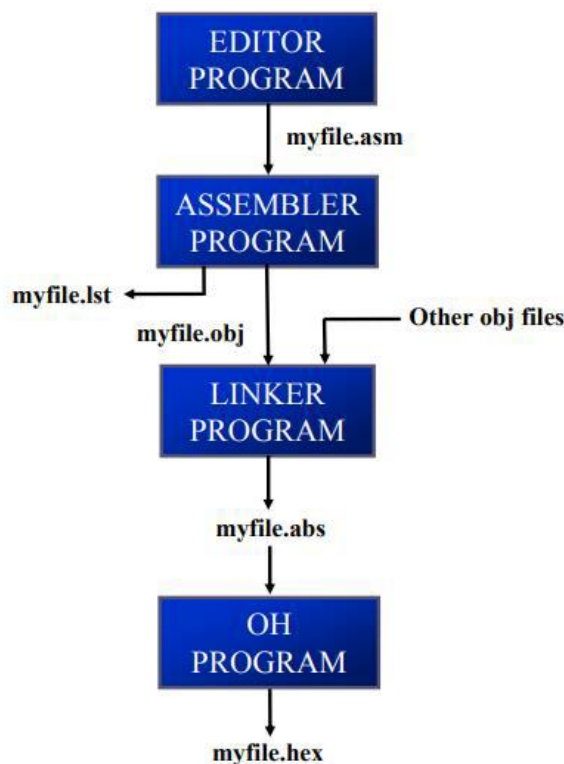 EDITOR
PROGRAM
myfile.asm
ASSEMBLER
PROGRAM
myfile.lst
myfile.obj
Other obj files
LINKER
PROGRAM
myfile.abs
OH
PROGRAM
myfile.hex